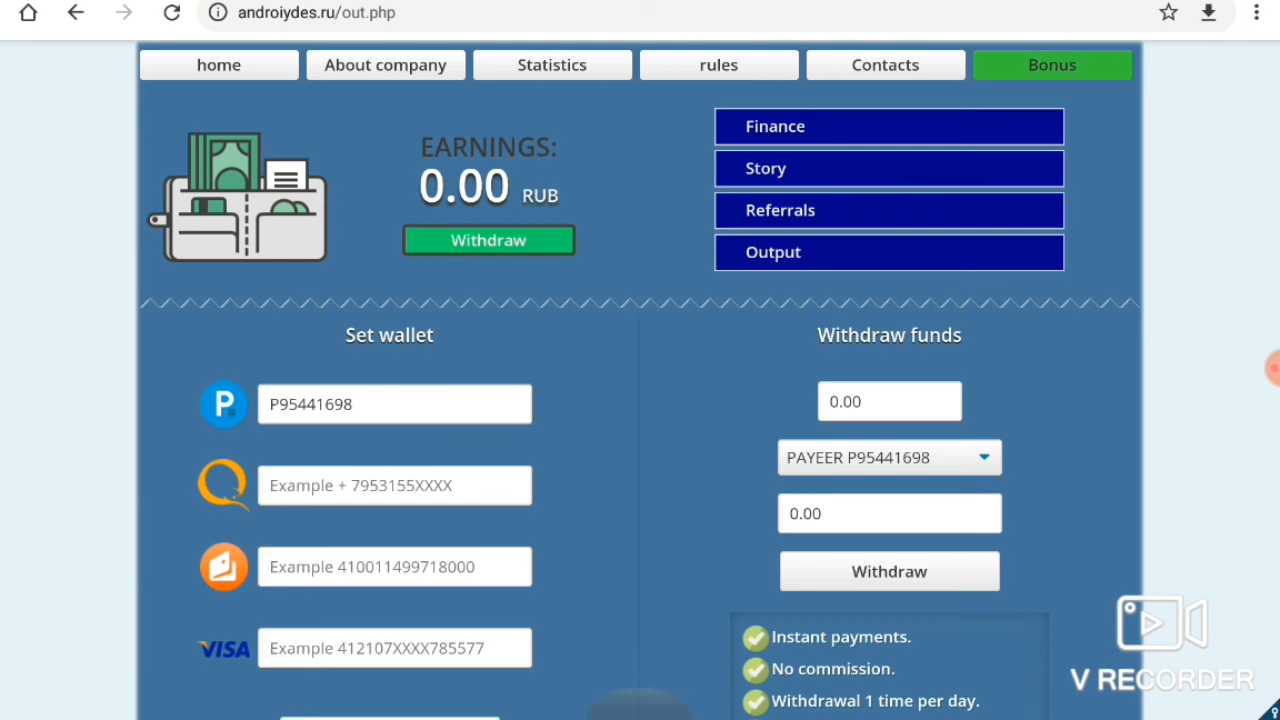 androiydes.ru/out.php
home
About company
Statistics
rules
Contacts
Bonus
EARNINGS:
0.00 RUB
Withdraw
Finance
Story
Referrals
Output
Set wallet
P
P95441698
Example + 7953155XXXX
Example 410011499718000
VISA
Example 412107XXXX785577
Withdraw funds
0.00
PAYEER P95441698
0.00
Withdraw
Instant payments.
No commission.
Withdrawal 1 time per day.
V RECORDER